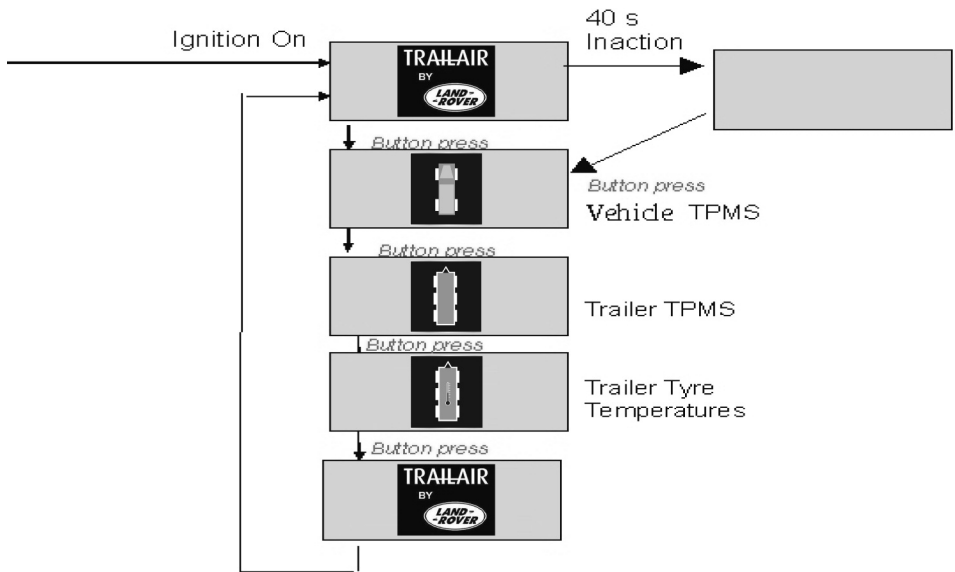 Ignition On
40 s
Inaction
TRAILAIR
BY
LAND-
-ROVER
Button press
Button press
Vehicle TPMS
Button press
Trailer TPMS
Button press
Trailer Tyre
Temperatures
Button press
TRAILAIR
BY
LAND-
-ROVER